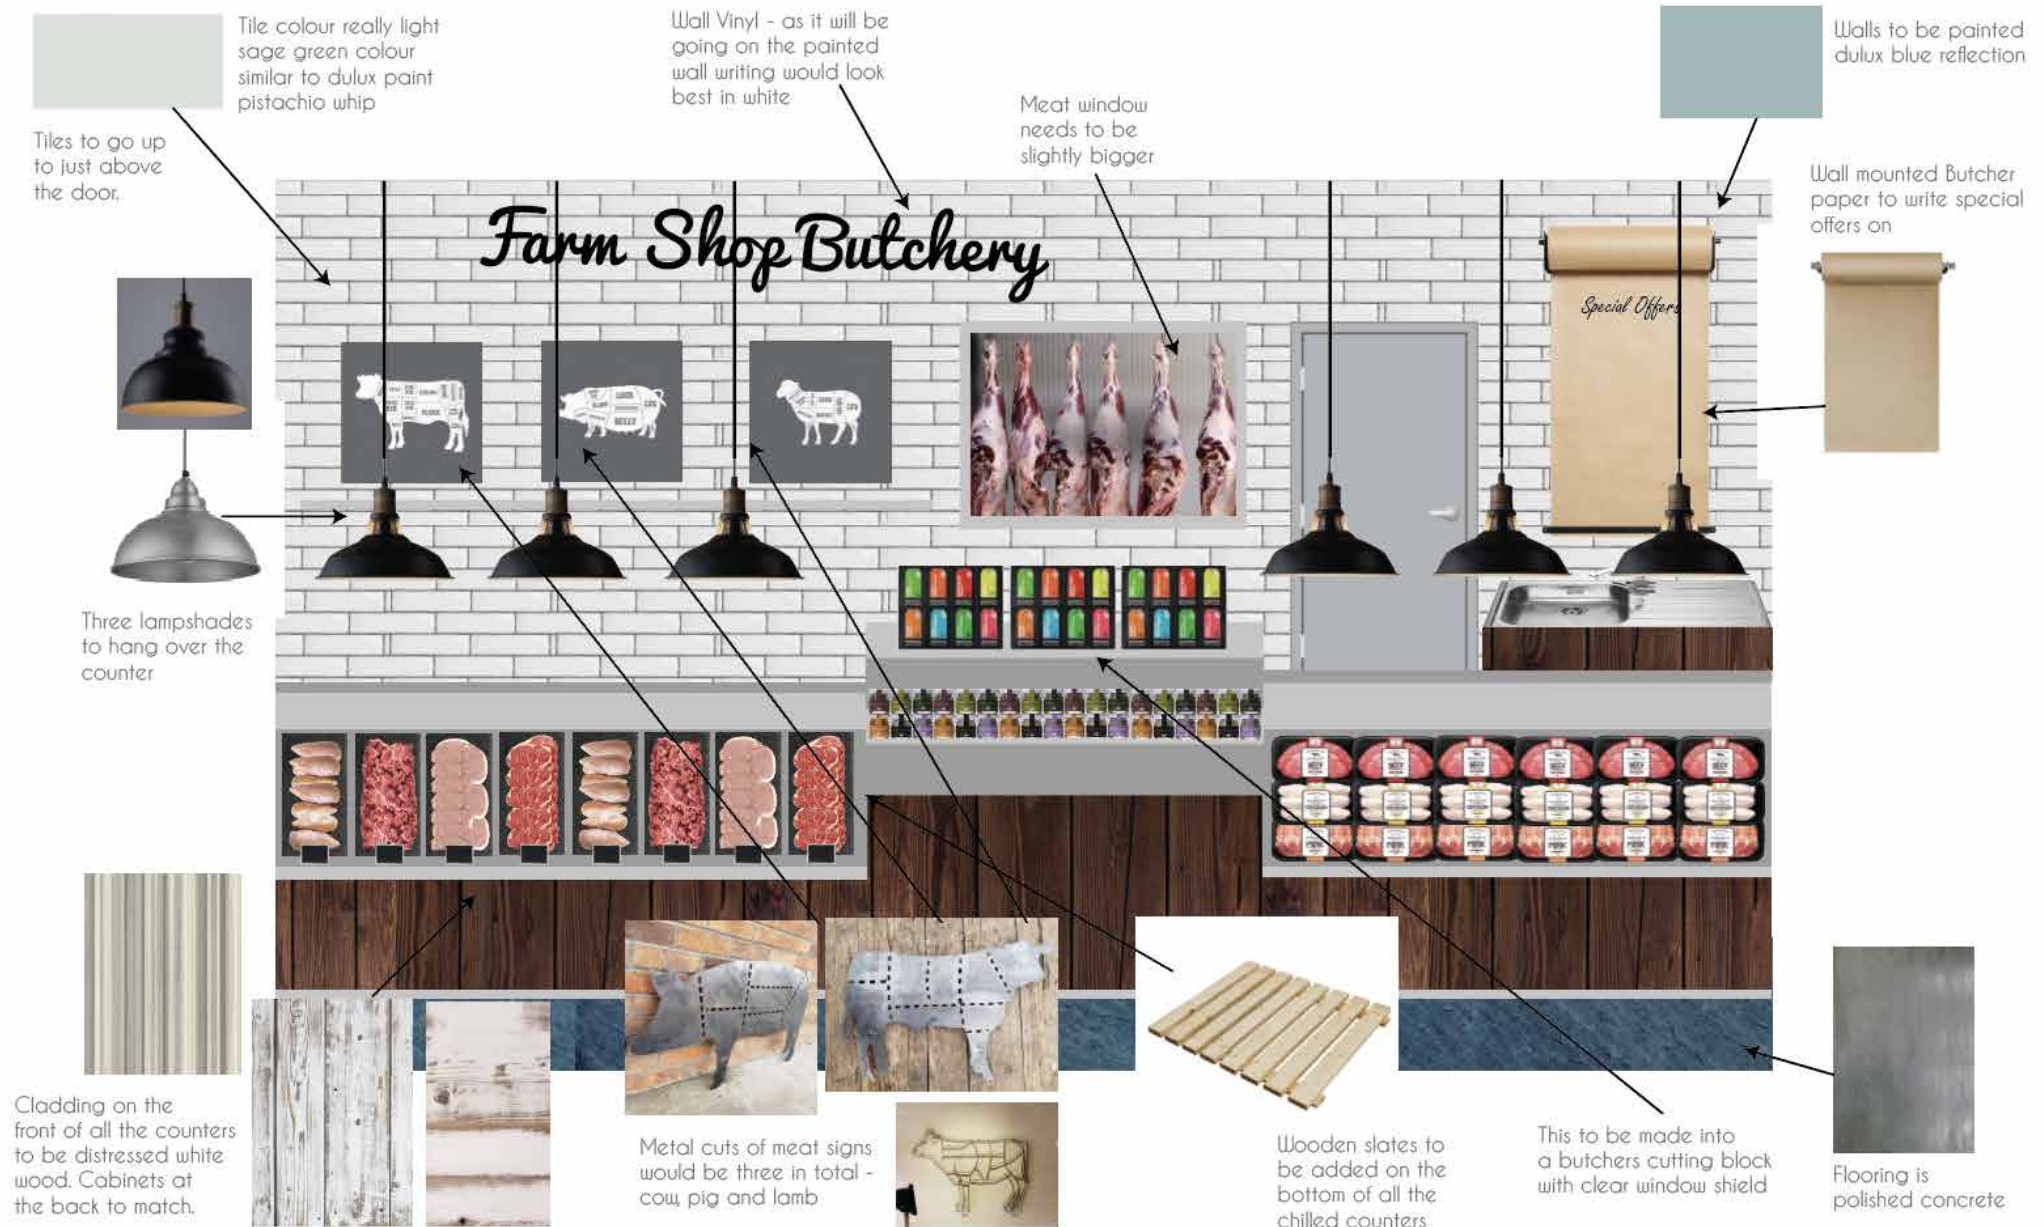 Tile colour really light
sage green colour
similar to dulux paint
pistachio whip
Tiles to go up
to just above
the door.
Wall Vinyl - as it will be
going on the painted
wall writing would look
best in white
Meat window
needs to be
slightly bigger
Walls to be painted
dulux blue reflection
Wall mounted Butcher
paper to write special
offers on
Farm Shop Butchery
Special Offers
Three lampshades
to hang over the
counter
Cladding on the
front of all the counters
to be distressed white
wood. Cabinets at
the back to match.
Metal cuts of meat signs
would be three in total -
cow, pig and lamb
Wooden slates to
be added on the
bottom of all the
chilled counters
This to be made into
a butchers cutting block
with clear window shield
Flooring is
polished concrete